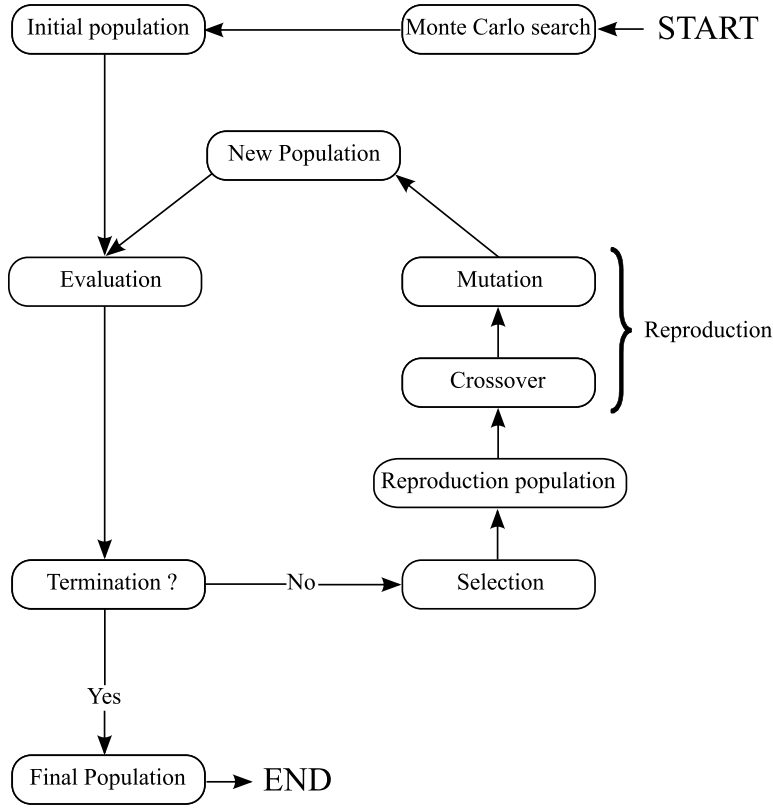 Initial population
Monte Carlo search
START
New Population
Evaluation
Mutation
Reproduction
Crossover
Reproduction population
Termination ?
No
Selection
Yes
Final Population
END